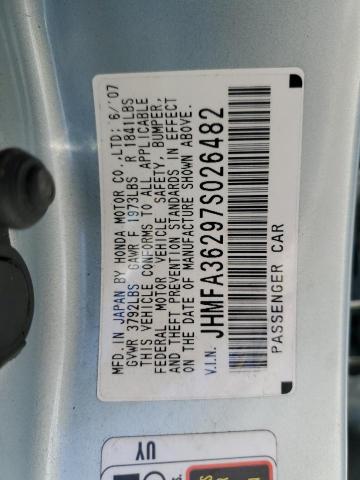 MFD. IN JAPAN BY HONDA MOTOR CO.,LTD; 6/'07
GVWR 3792LBS GAWR F 1973LBS R 1841LBS
THIS VEHICLE CONFORMS TO ALL APPLICABLE
FEDERAL MOTOR VEHICLE SAFETY, BUMPER,
AND THEFT PREVENTION STANDARDS IN EFFECT
ON THE DATE OF MANUFACTURE SHOWN ABOVE.
V.I.N. JHMFA36297S026482
PASSENGER CAR
UY